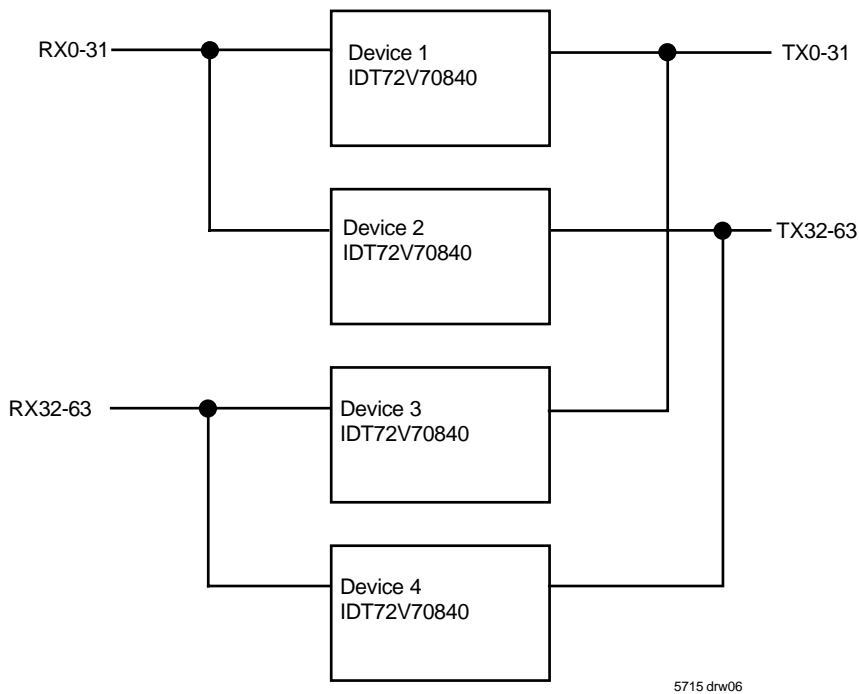 RX0-31
Device 1
IDT72V70840
TX0-31
Device 2
IDT72V70840
TX32-63
RX32-63
Device 3
IDT72V70840
Device 4
IDT72V70840
5715 drw06